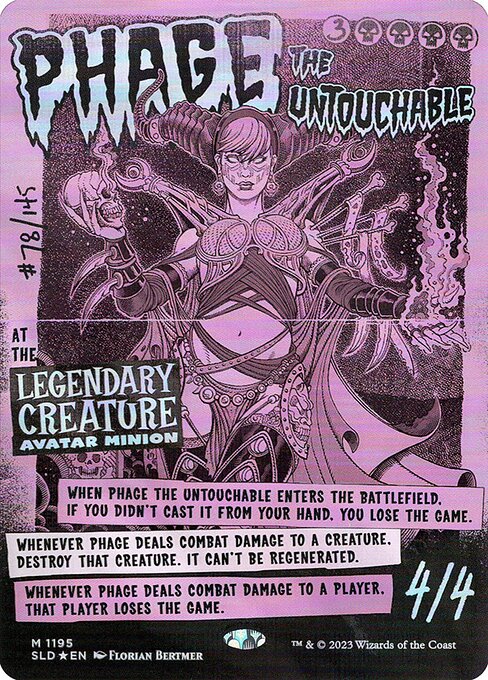 PHAGE
THE
UNTOUCHABLE
3
#78/145
AT
THE
LEGENDARY
CREATURE
AVATAR MINION
WHEN PHAGE THE UNTOUCHABLE ENTERS THE BATTLEFIELD,
IF YOU DIDN'T CAST IT FROM YOUR HAND, YOU LOSE THE GAME.
WHENEVER PHAGE DEALS COMBAT DAMAGE TO A CREATURE,
DESTROY THAT CREATURE. IT CAN'T BE REGENERATED.
WHENEVER PHAGE DEALS COMBAT DAMAGE TO A PLAYER,
THAT PLAYER LOSES THE GAME.
4/4
M 1195
SLD★EN FLORIAN BERTMER
™ & © 2023 Wizards of the Coast